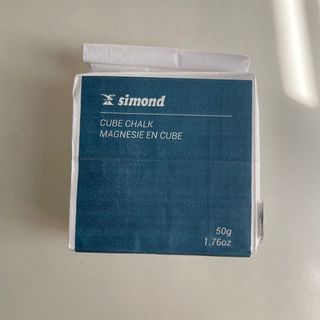 simond
CUBE CHALK
MAGNESIE EN CUBE
50g
1.76oz